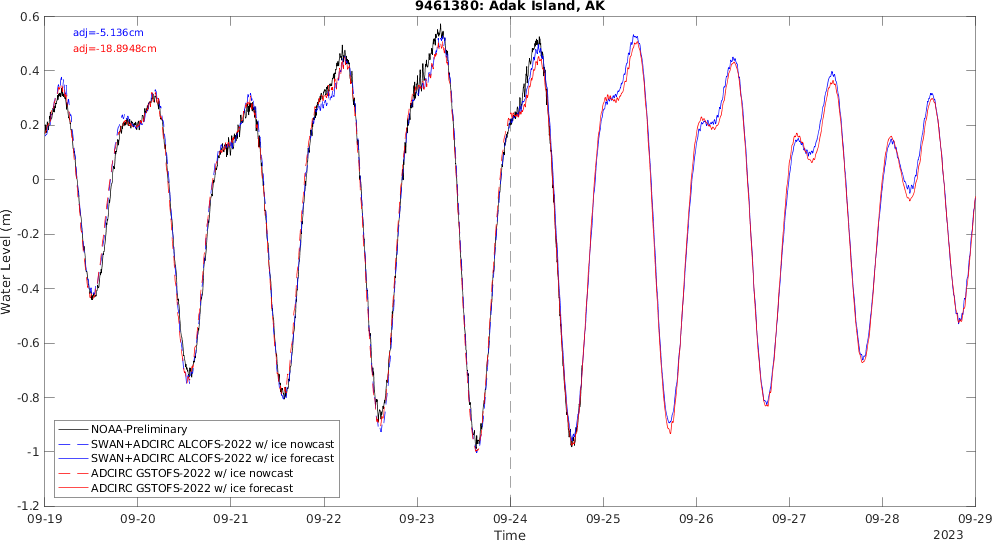 9461380: Adak Island, AK
adj=-5.136cm
adj=-18.8948cm
0.6
0.4
0.2
0
-0.2
-0.4
-0.6
-0.8
-1
-1.2
Water Level (m)
NOAA-Preliminary
SWAN+ADCIRC ALCOFS-2022 w/ ice nowcast
SWAN+ADCIRC ALCOFS-2022 w/ ice forecast
ADCIRC GSTOFS-2022 w/ ice nowcast
ADCIRC GSTOFS-2022 w/ ice forecast
09-19 09-20 09-21 09-22 09-23 09-24 09-25 09-26 09-27 09-28 09-29
Time
2023